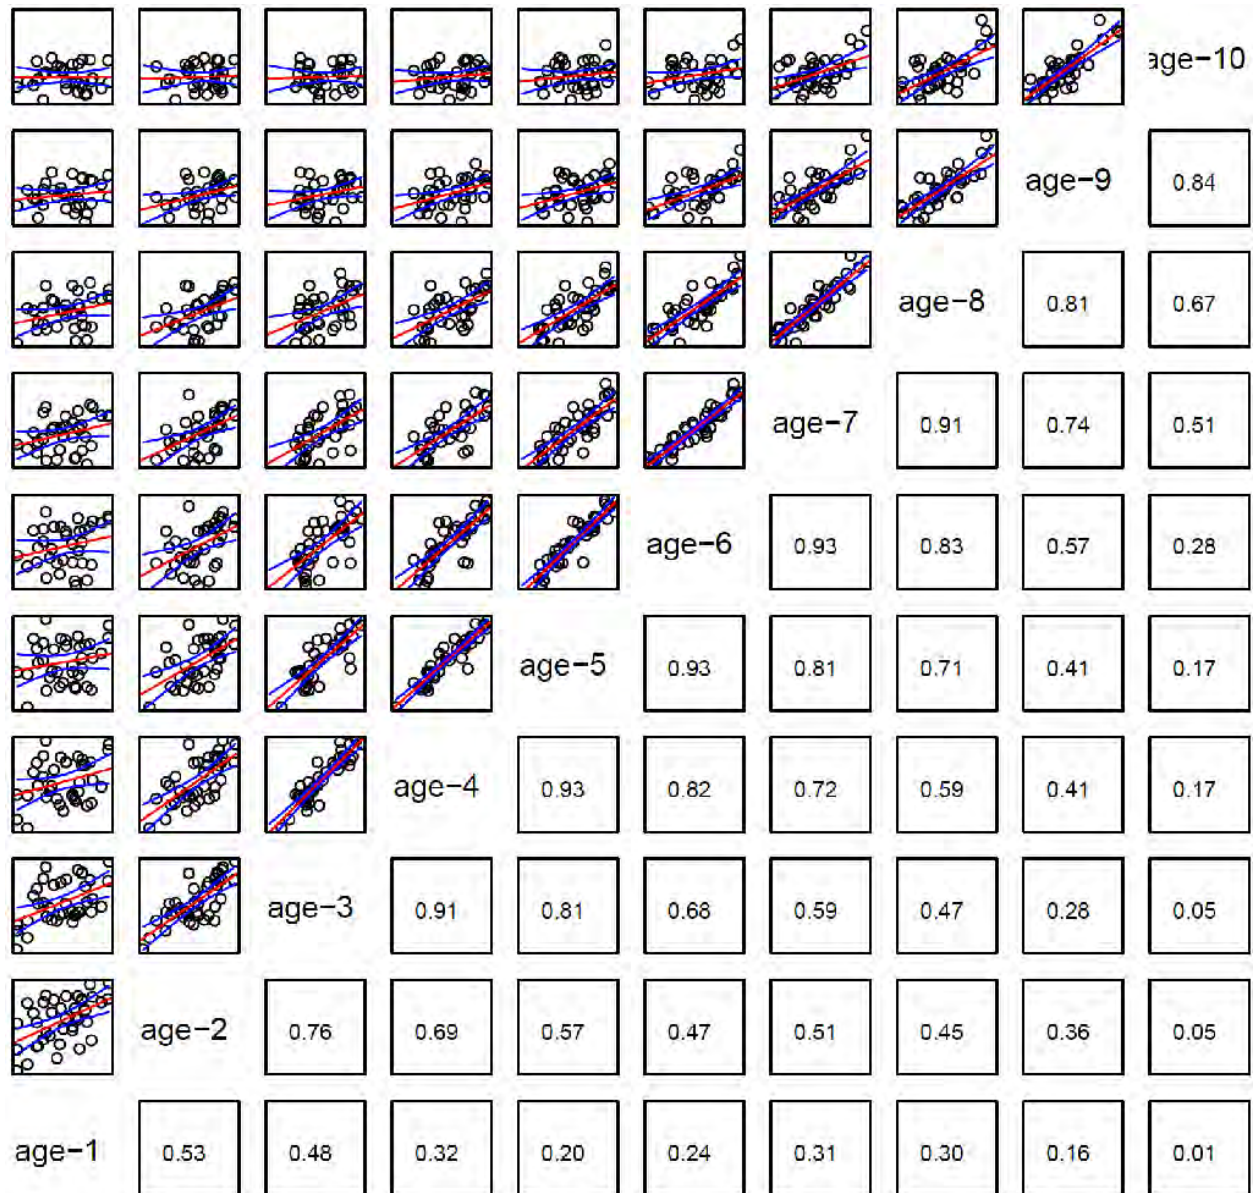 age−10
age−9 0.84
age−8 0.81 0.67
age−7 0.91 0.74 0.51
age−6 0.93 0.83 0.57 0.28
age−5 0.93 0.81 0.71 0.41 0.17
age−4 0.93 0.82 0.72 0.59 0.41 0.17
age−3 0.91 0.81 0.68 0.59 0.47 0.28 0.05
age−2 0.76 0.69 0.57 0.47 0.51 0.45 0.36 0.05
age−1 0.53 0.48 0.32 0.20 0.24 0.31 0.30 0.16 0.01